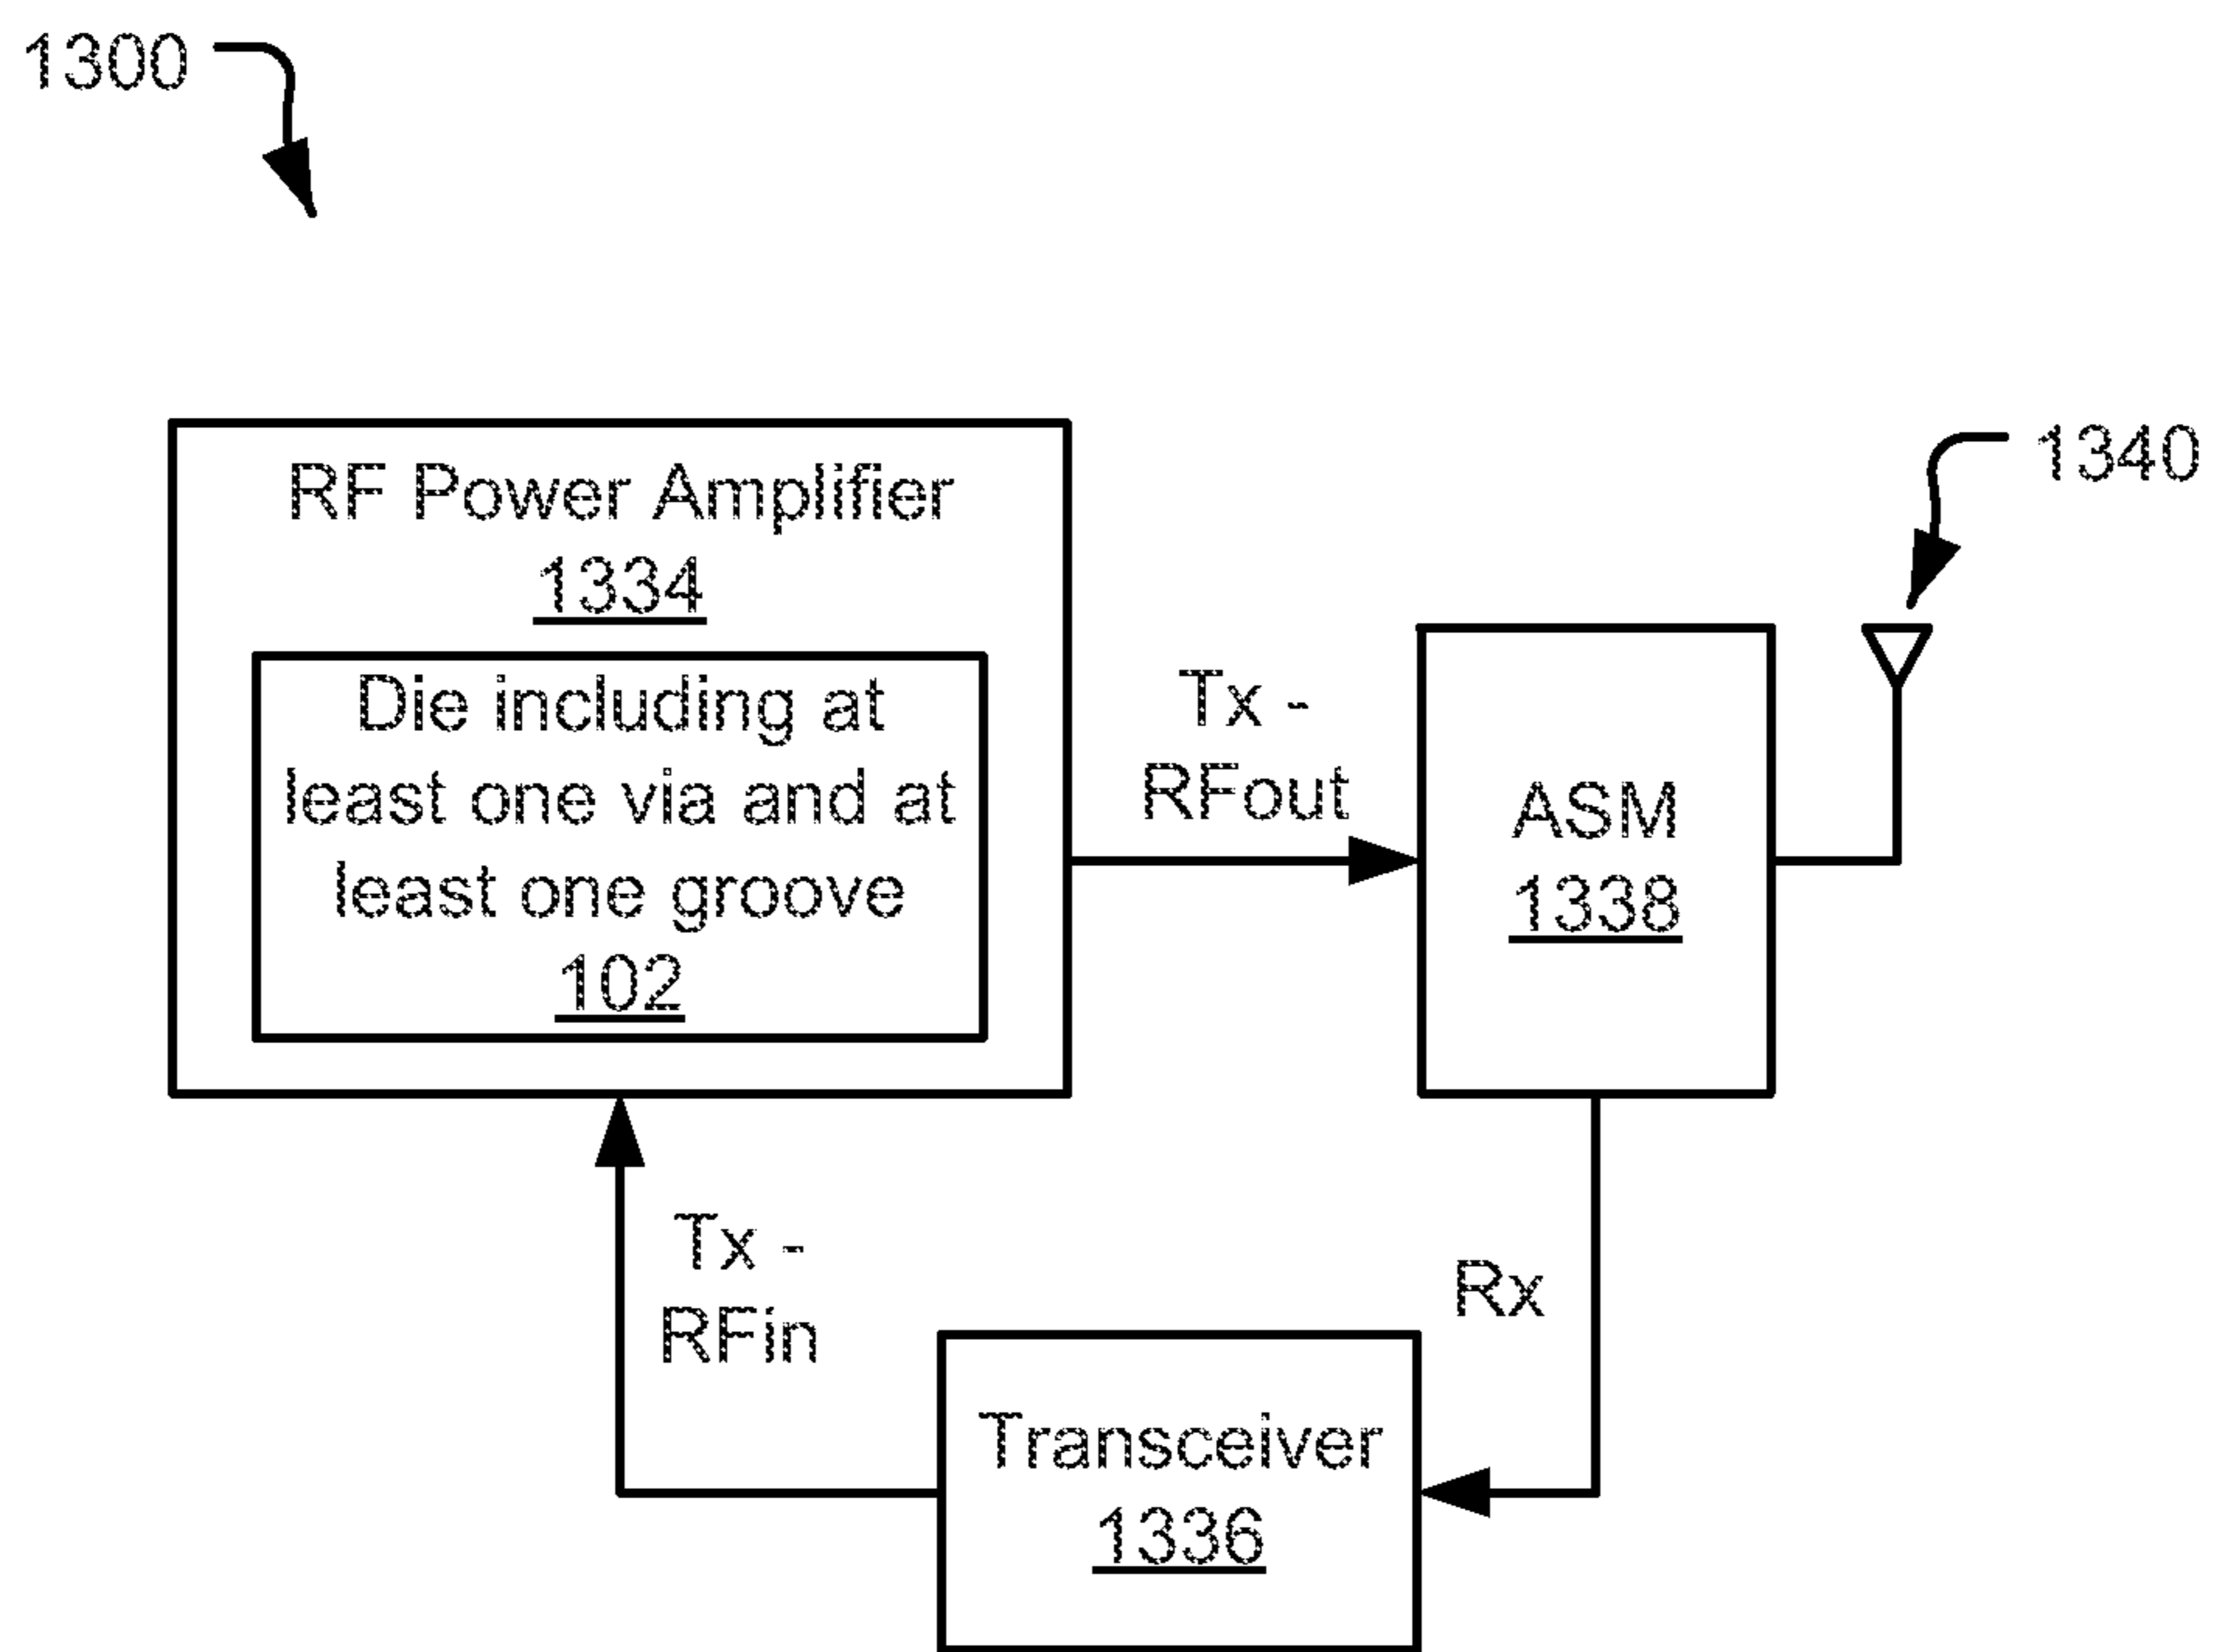 1300
RF Power Amplifier
1334
Die including at
least one via and at
least one groove
102
Tx -
RFout
ASM
1338
1340
Tx -
RFin
Rx
Transceiver
1336